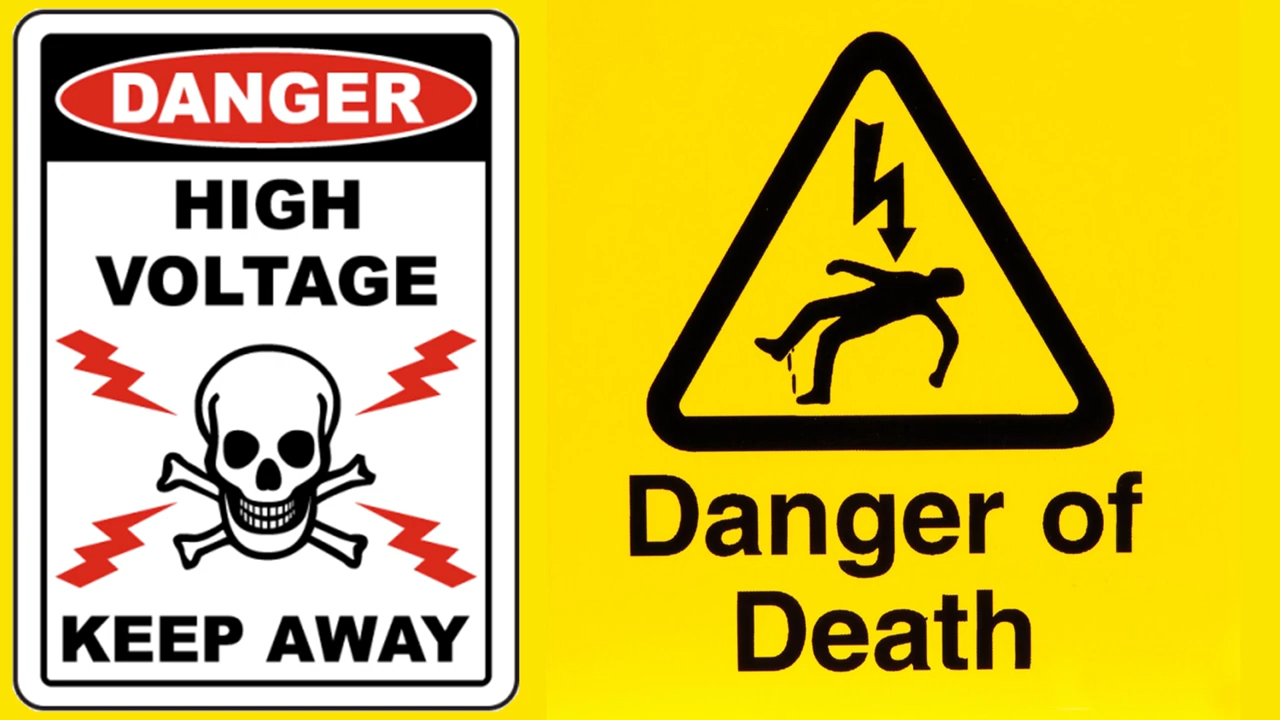 DANGER
HIGH
VOLTAGE
KEEP AWAY
Danger of
Death